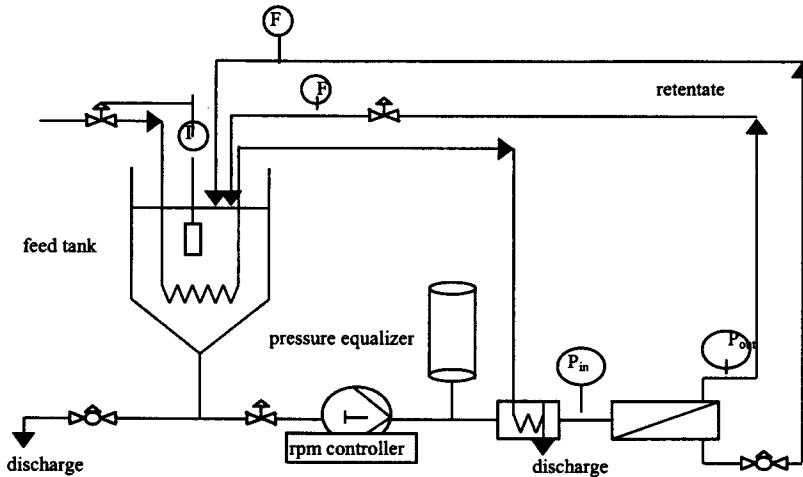 F
F
retentate
T
feed tank
pressure equalizer
P_in
P_out
rpm controller
discharge
discharge